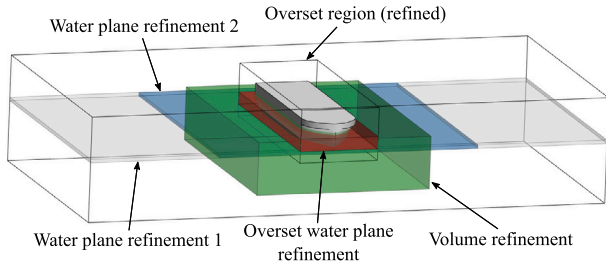 Overset region (refined)
Water plane refinement 2
Water plane refinement 1
Overset water plane
refinement
Volume refinement